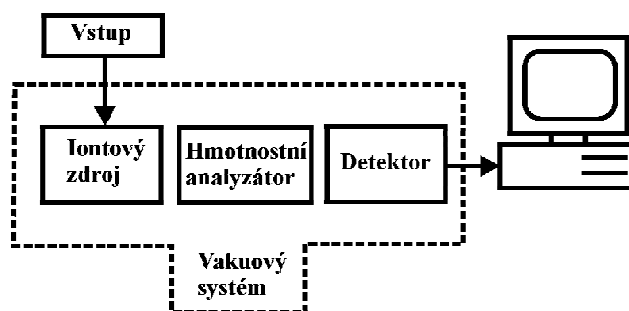 Vstup
Iontový
zdroj
Hmotnostní
analyzátor
Detektor
Vakuový
systém